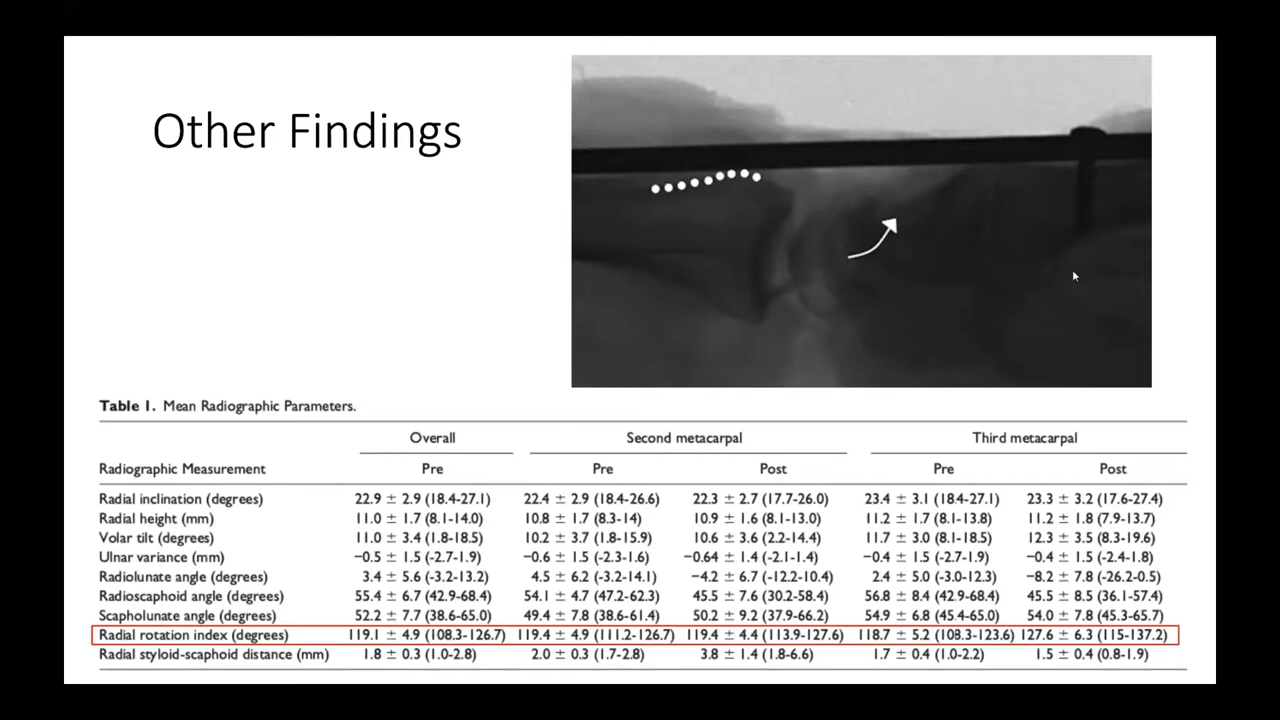 Other Findings
Table 1. Mean Radiographic Parameters.
Overall Second metacarpal Third metacarpal
Radiographic Measurement Pre Pre Post Pre Post
Radial inclination (degrees) 22.9 ± 2.9 (18.4-27.1) 22.4 ± 2.9 (18.4-26.6) 22.3 ± 2.7 (17.7-26.0) 23.4 ± 3.1 (18.4-27.1) 23.3 ± 3.2 (17.6-27.4)
Radial height (mm) 11.0 ± 1.7 (8.1-14.0) 10.8 ± 1.7 (8.3-14) 10.9 ± 1.6 (8.1-13.0) 11.2 ± 1.7 (8.1-13.8) 11.2 ± 1.8 (7.9-13.7)
Volar tilt (degrees) 11.0 ± 3.4 (1.8-18.5) 10.2 ± 3.7 (1.8-15.9) 10.6 ± 3.6 (2.2-14.4) 11.7 ± 3.0 (8.1-18.5) 12.3 ± 3.5 (8.3-19.6)
Ulnar variance (mm) −0.5 ± 1.5 (-2.7-1.9) −0.6 ± 1.5 (-2.3-1.6) −0.64 ± 1.4 (-2.1-1.4) −0.4 ± 1.5 (-2.7-1.9) −0.4 ± 1.5 (-2.4-1.8)
Radiolunate angle (degrees) 3.4 ± 5.6 (-3.2-13.2) 4.5 ± 6.2 (-3.2-14.1) −4.2 ± 6.7 (-12.2-10.4) 2.4 ± 5.0 (-3.0-12.3) −8.2 ± 7.8 (-26.2-0.5)
Radioscaphoid angle (degrees) 55.4 ± 6.7 (42.9-68.4) 54.1 ± 4.7 (47.2-62.3) 45.5 ± 7.6 (30.2-58.4) 56.8 ± 8.4 (42.9-68.4) 45.5 ± 8.5 (36.1-57.4)
Scapholunate angle (degrees) 52.2 ± 7.7 (38.6-65.0) 49.4 ± 7.8 (38.6-61.4) 50.2 ± 9.2 (37.9-66.2) 54.9 ± 6.8 (45.4-65.0) 54.0 ± 7.8 (45.3-65.7)
Radial rotation index (degrees) 119.1 ± 4.9 (108.3-126.7) 119.4 ± 4.9 (111.2-126.7) 119.4 ± 4.4 (113.9-127.6) 118.7 ± 5.2 (108.3-123.6) 127.6 ± 6.3 (115-137.2)
Radial styloid-scaphoid distance (mm) 1.8 ± 0.3 (1.0-2.8) 2.0 ± 0.3 (1.7-2.8) 3.8 ± 1.4 (1.8-6.6) 1.7 ± 0.4 (1.0-2.2) 1.5 ± 0.4 (0.8-1.9)